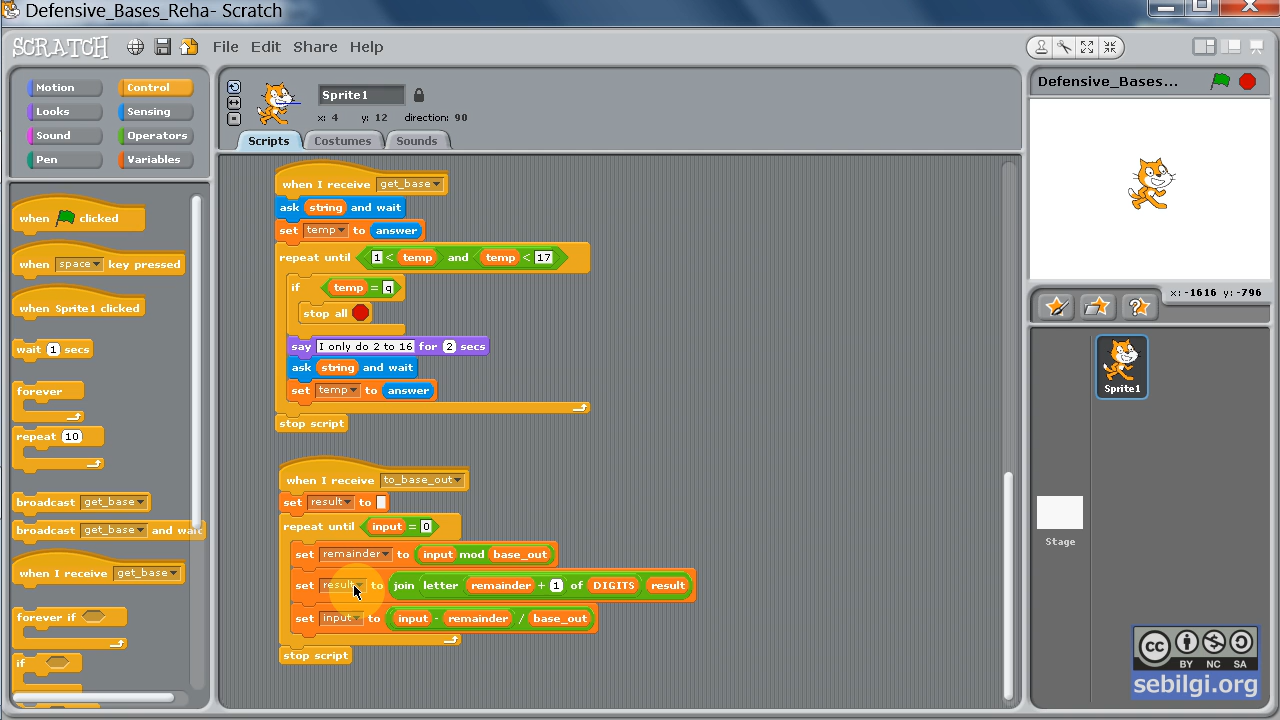 Defensive_Bases_Reha- Scratch
SCRATCH File Edit Share Help
Motion Control
Looks Sensing
Sound Operators
Pen Variables
when clicked
when space key pressed
when Sprite1 clicked
wait 1 secs
forever
repeat 10
broadcast get_base
broadcast get_base and wait
when I receive get_base
forever if
if
Sprite1
x: 4 y: 12 direction: 90
Scripts Costumes Sounds
when I receive get_base
ask string and wait
set temp to answer
repeat until 1 < temp and temp < 17
if temp = q
stop all
say I only do 2 to 16 for 2 secs
ask string and wait
set temp to answer
stop script
when I receive to_base_out
set result to
repeat until input = 0
set remainder to input mod base_out
set result to join letter remainder + 1 of DIGITS result
set input to input - remainder / base_out
stop script
Defensive_Bases...
x: -1616 y: -796
Sprite1
Stage
cc BY NC SA
sebilgi.org